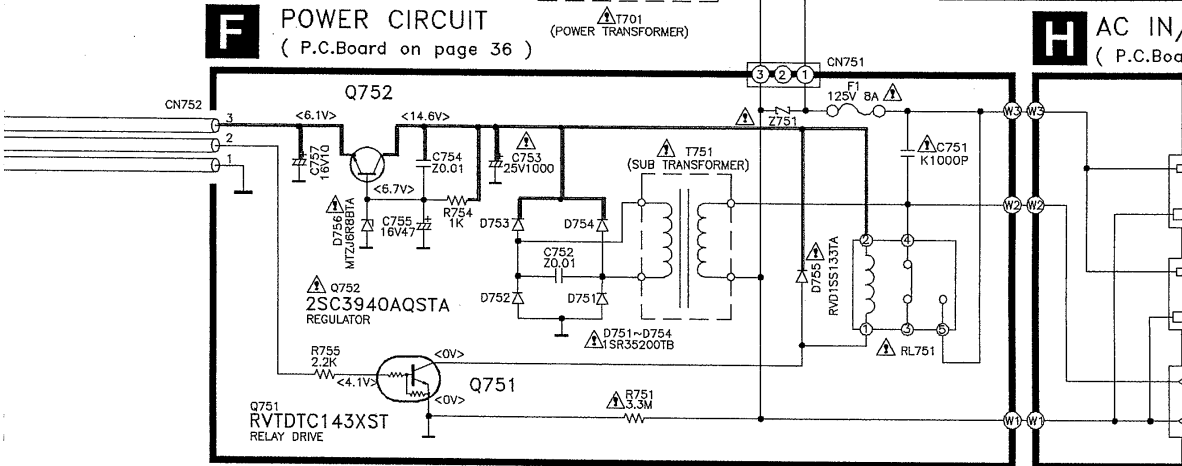 F POWER CIRCUIT
( P.C.Board on page 36 )
T701
(POWER TRANSFORMER)
H AC IN/
( P.C.Boa
CN751
3 2 1
F1
125V 8A
Z751
CN752
3
2
1
Q752
<6.1V>
<14.6V>
C757
16V10
C754
Z0.01
C753
25V1000
<6.7V>
D756
MTZJ6R8BTA
C755
16V47
R754
1K
T751
(SUB TRANSFORMER)
C751
K1000P
W3 W3
W2 W2
D753
D754
C752
Z0.01
D752
D751
D751~D754
1SR35200TB
D755
RVD1SS133TA
2 4
1 3 5
RL751
Q752
2SC3940AQSTA
REGULATOR
R755
2.2K
<4.1V>
<0V>
<0V>
Q751
Q751
RVTDTC143XST
RELAY DRIVE
R751
3.3M
W1 W1